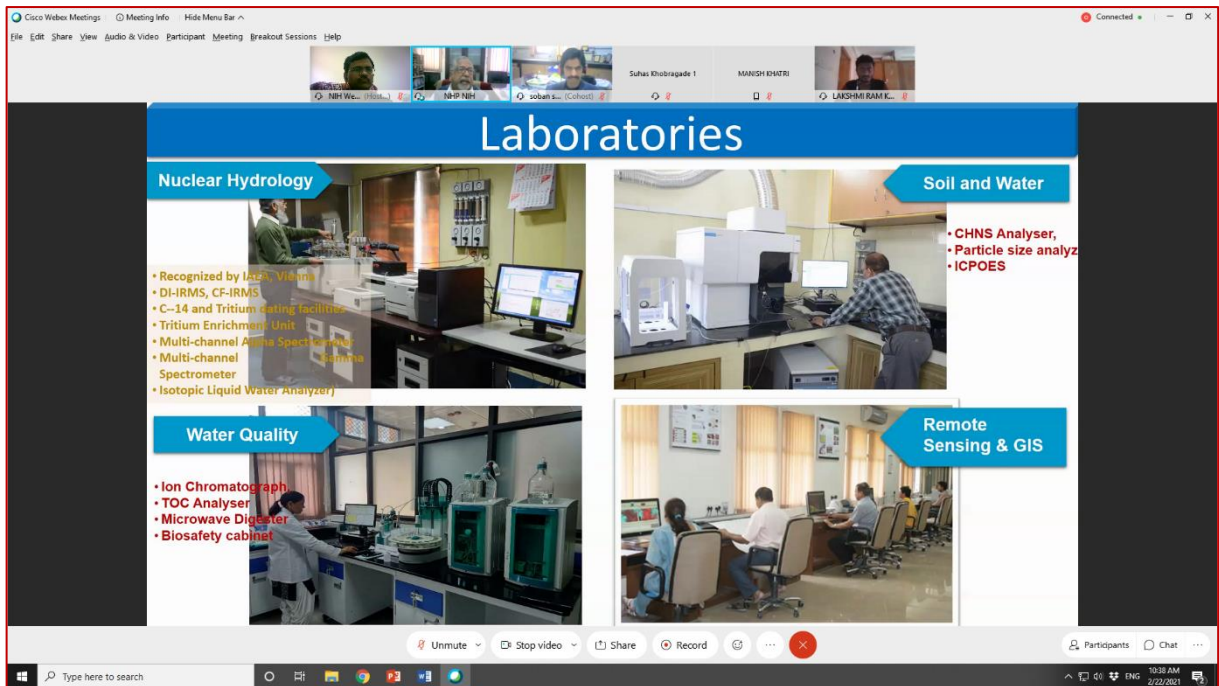 Cisco Webex Meetings
Meeting Info
Hide Menu Bar
Connected
File Edit Share View Audio & Video Participant Meeting Breakout Sessions Help
NIH We... (Host...)
NHP NIH
soban s... (Cohost)
Suhas Khobragade 1
MANISH KHATRI
LAKSHMI RAM K...
Laboratories
Nuclear Hydrology
• Recognized by IAEA, Vienna
• DI-IRMS, CF-IRMS
• C--14 and Tritium dating facilities
• Tritium Enrichment Unit
• Multi-channel Alpha Spectrometer
• Multi-channel Gamma
Spectrometer
• Isotopic Liquid Water Analyzer)
Soil and Water
• CHNS Analyser,
• Particle size analyz
• ICPOES
Water Quality
• Ion Chromatograph,
• TOC Analyser
• Microwave Digester
• Biosafety cabinet
Remote
Sensing & GIS
Unmute
Stop video
Share
Record
Participants
Chat
Type here to search
ENG
10:38 AM
2/22/2021